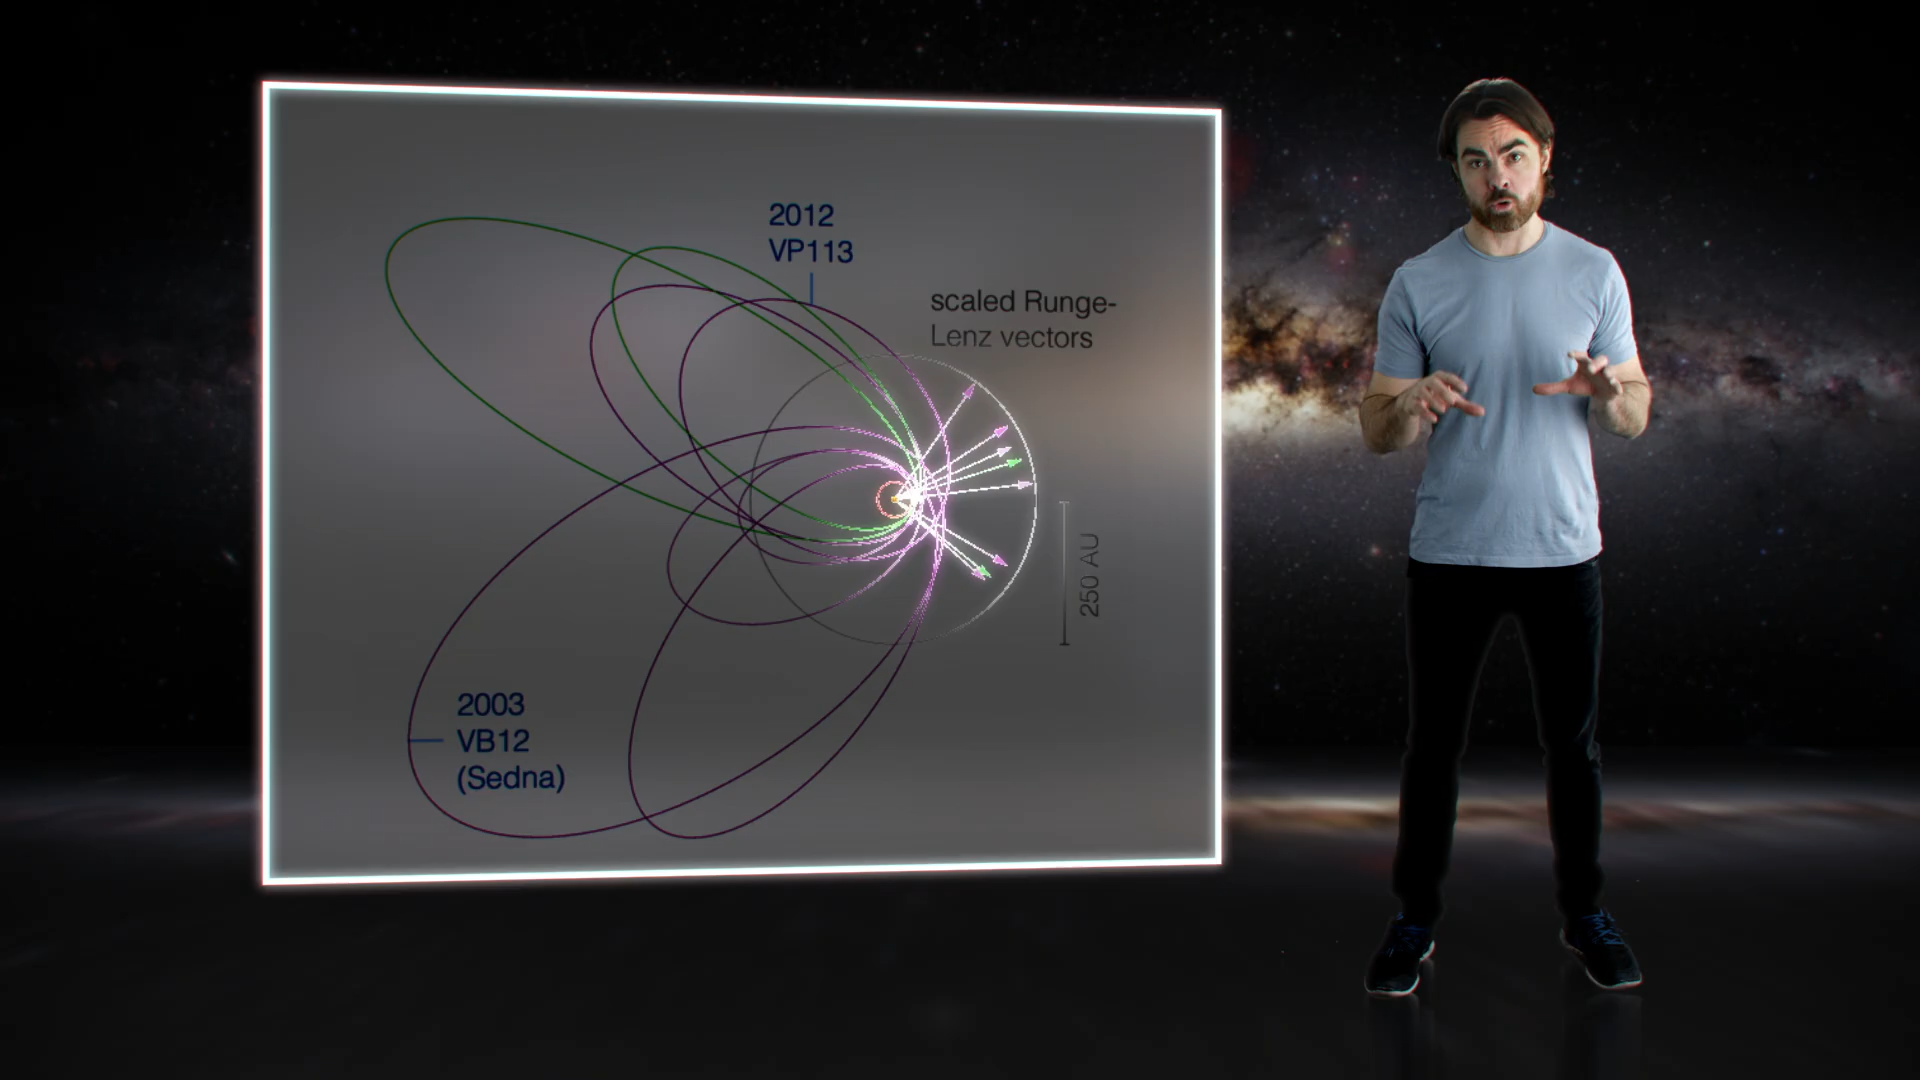 2012
VP113
scaled Runge-
Lenz vectors
250 AU
2003
VB12
(Sedna)